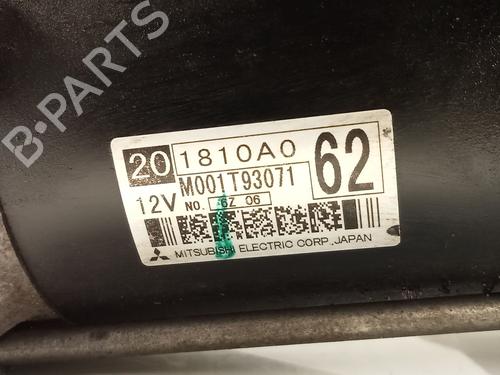 B-PARTS
20 1810A0 62
M001T93071
12V NO. 6Z 06
MITSUBISHI ELECTRIC CORP. JAPAN